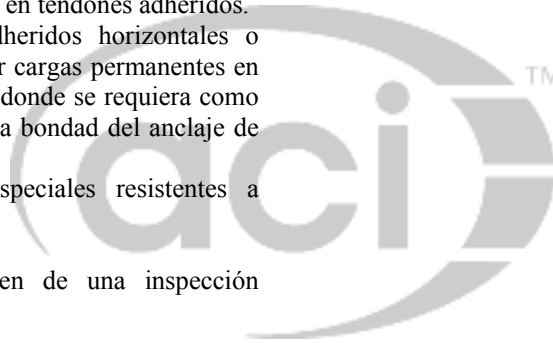 en tendones adheridos.
dheridos horizontales o
r cargas permanentes en
donde se requiera como
a bondad del anclaje de
speciales resistentes a
en de una inspección
aci
TM